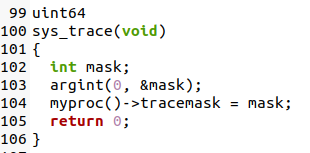 99 uint64
100 sys_trace(void)
101 {
102   int mask;
103   argint(0, &mask);
104   myproc()->tracemask = mask;
105   return 0;
106 }